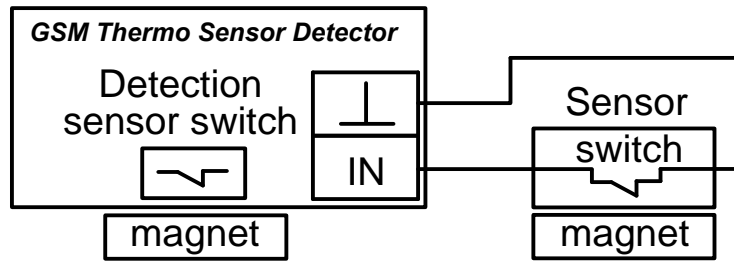 GSM Thermo Sensor Detector
Detection
sensor switch
IN
magnet
Sensor
switch
magnet